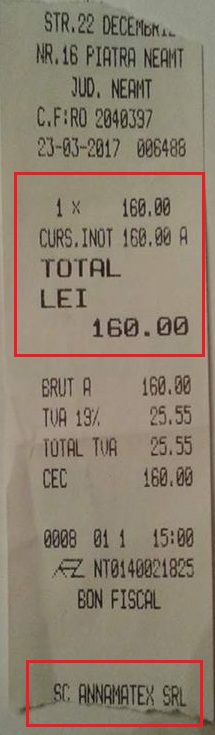 STR.22 DECEMBRIE
NR.16 PIATRA NEAMT
JUD. NEAMT
C.F:RO 2040397
23-03-2017 006488
1 X 160.00
CURS.INOT 160.00 A
TOTAL
LEI
160.00
BRUT A 160.00
TVA 19% 25.55
TOTAL TVA 25.55
CEC 160.00
0008 01 1 15:00
NT0140021825
BON FISCAL
SC ANNAMATEX SRL